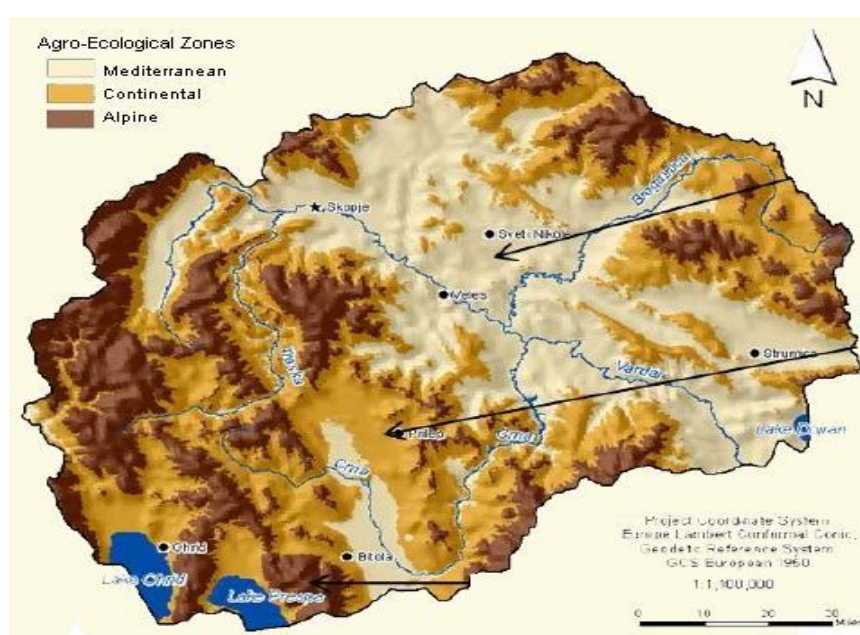 Agro-Ecological Zones
Mediterranean
Continental
Alpine
N
Skopje
Sveti Nikole
Bregalnica
Veles
Strumica
Treska
Vardar
Prilep
Crna
Crna
Lake Doiran
Ohrid
Bitola
Lake Ohrid
Lake Prespa
Project Coordinate System
Europe Lambert Conformal Conic,
Geodetic Reference System
GCS European 1950
1:1,100,000
0 10 20 30
Miles